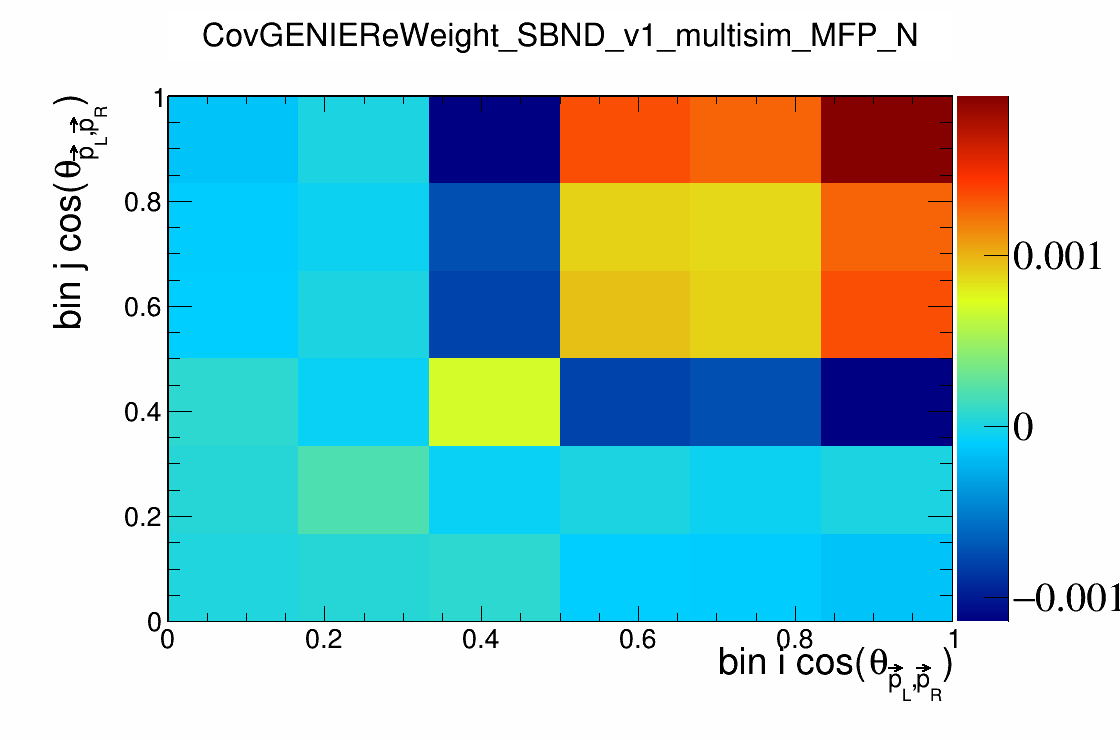 CovGENIEReWeight_SBND_v1_multisim_MFP_N
bin j cos(θp⃗L,p⃗R)
1
0.8
0.6
0.4
0.2
0
0 0.2 0.4 0.6 0.8 1
bin i cos(θp⃗L,p⃗R)
0.001
0
−0.001